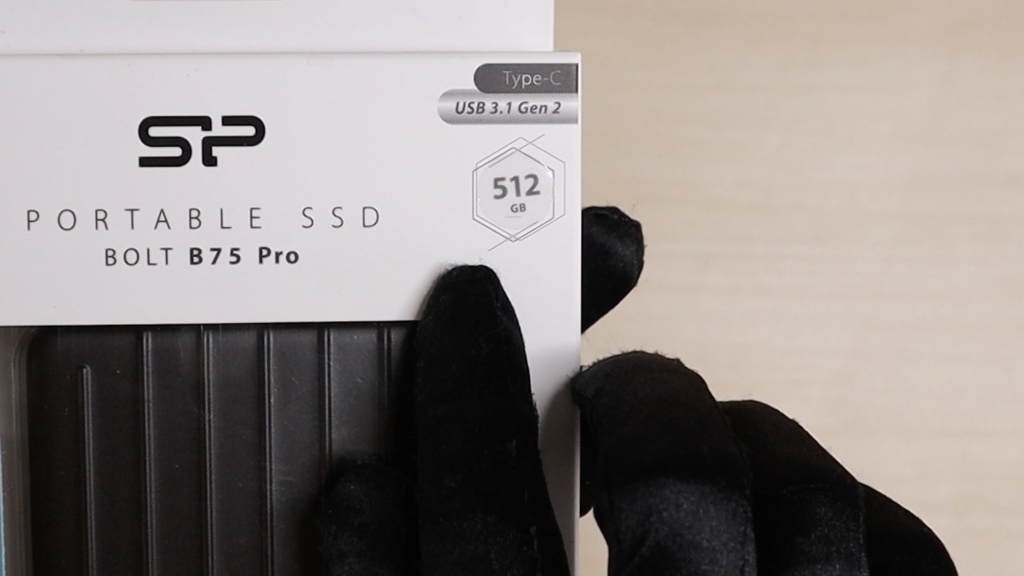 Type-C
USB 3.1 Gen 2
SP
512
GB
PORTABLE SSD
BOLT B75 Pro